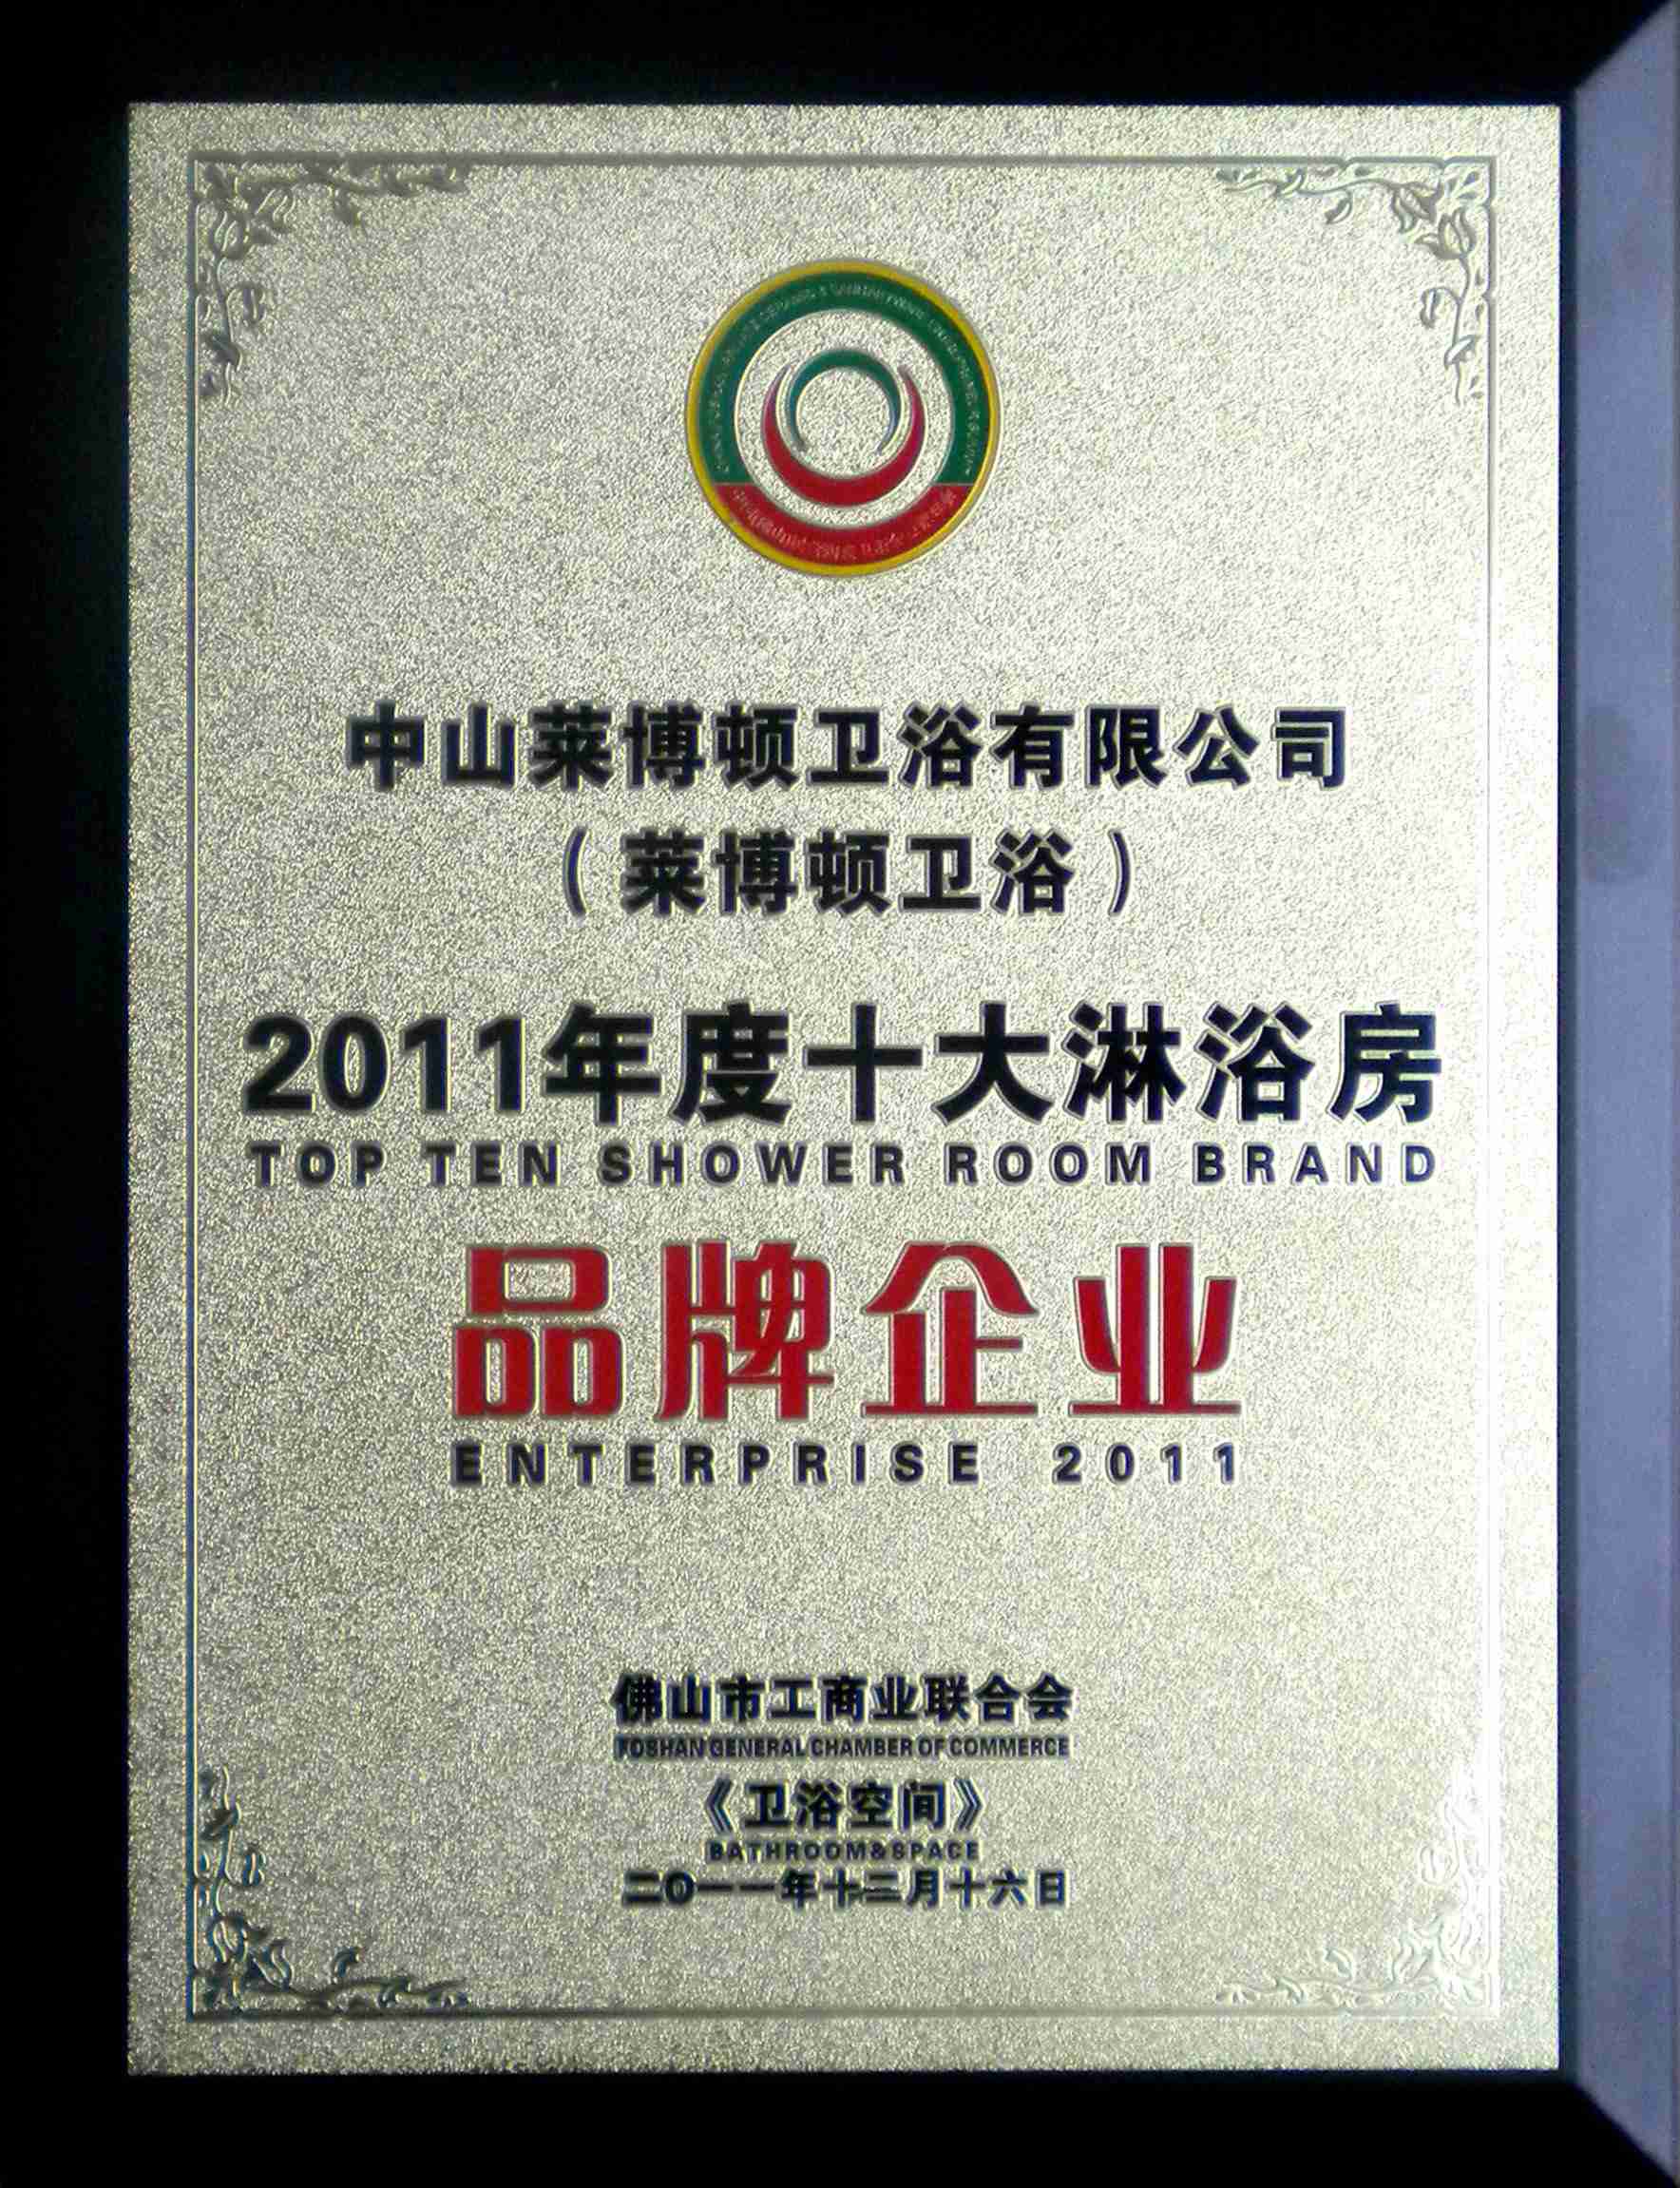 中山莱博顿卫浴有限公司
（莱博顿卫浴）
2011年度十大淋浴房
TOP TEN SHOWER ROOM BRAND
品牌企业
ENTERPRISE 2011
佛山市工商业联合会
FOSHAN GENERAL CHAMBER OF COMMERCE
《卫浴空间》
BATHROOM&SPACE
二〇一一年十二月十六日